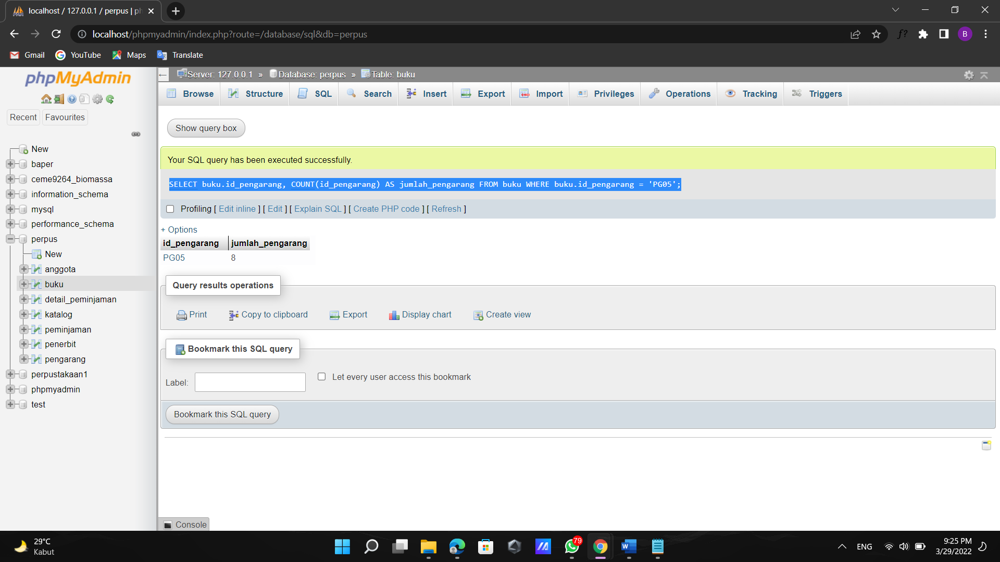 localhost / 127.0.0.1 / perpus | ph
localhost/phpmyadmin/index.php?route=/database/sql&db=perpus
f?
B
Gmail
YouTube
Maps
Translate
phpMyAdmin
Recent
Favourites
New
baper
ceme9264_biomassa
information_schema
mysql
performance_schema
perpus
New
anggota
buku
detail_peminjaman
katalog
peminjaman
penerbit
pengarang
perpustakaan1
phpmyadmin
test
Server: 127.0.0.1 » Database: perpus » Table: buku
Browse
Structure
SQL
Search
Insert
Export
Import
Privileges
Operations
Tracking
Triggers
Show query box
Your SQL query has been executed successfully.
SELECT buku.id_pengarang, COUNT(id_pengarang) AS jumlah_pengarang FROM buku WHERE buku.id_pengarang = 'PG05';
Profiling [ Edit inline ] [ Edit ] [ Explain SQL ] [ Create PHP code ] [ Refresh ]
+ Options
id_pengarang jumlah_pengarang
PG05 8
Query results operations
Print
Copy to clipboard
Export
Display chart
Create view
Bookmark this SQL query
Label:
Let every user access this bookmark
Bookmark this SQL query
Console
29°C
Kabut
79
ENG
9:25 PM
3/29/2022